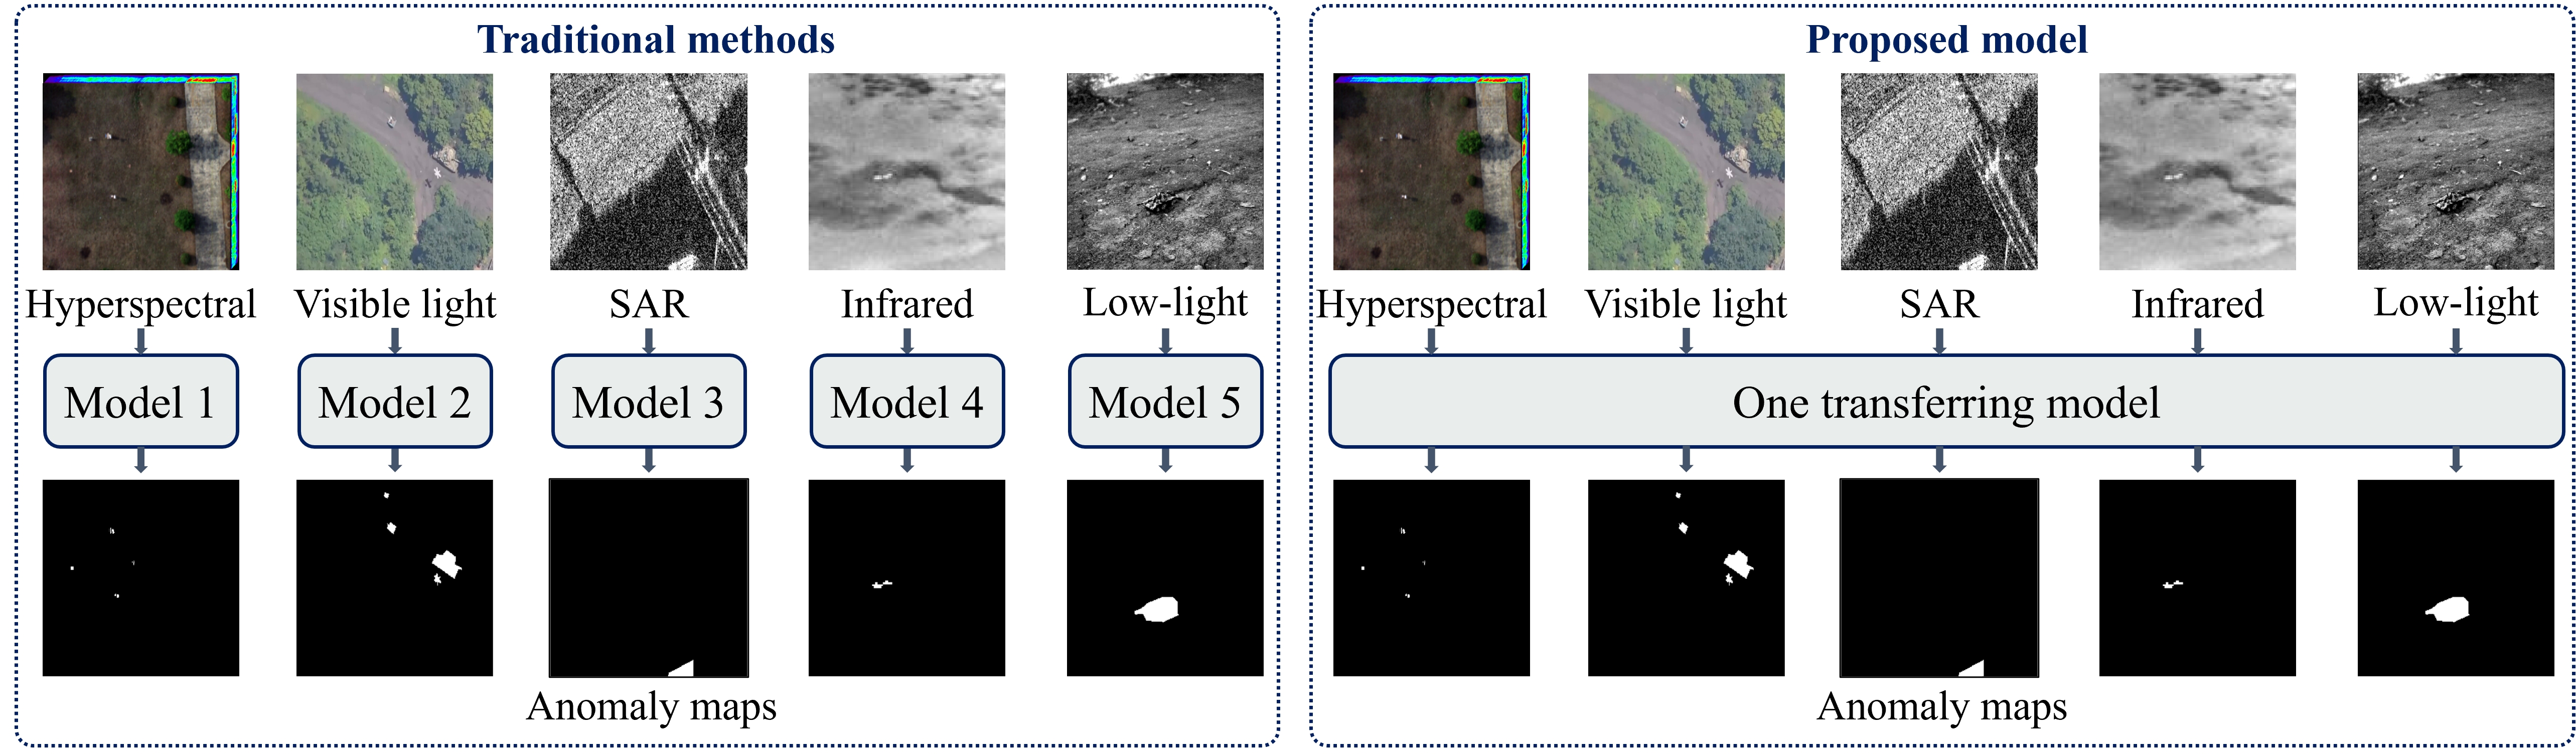 Traditional methods
Hyperspectral
Visible light
SAR
Infrared
Low-light
Model 1
Model 2
Model 3
Model 4
Model 5
Anomaly maps
Proposed model
Hyperspectral
Visible light
SAR
Infrared
Low-light
One transferring model
Anomaly maps